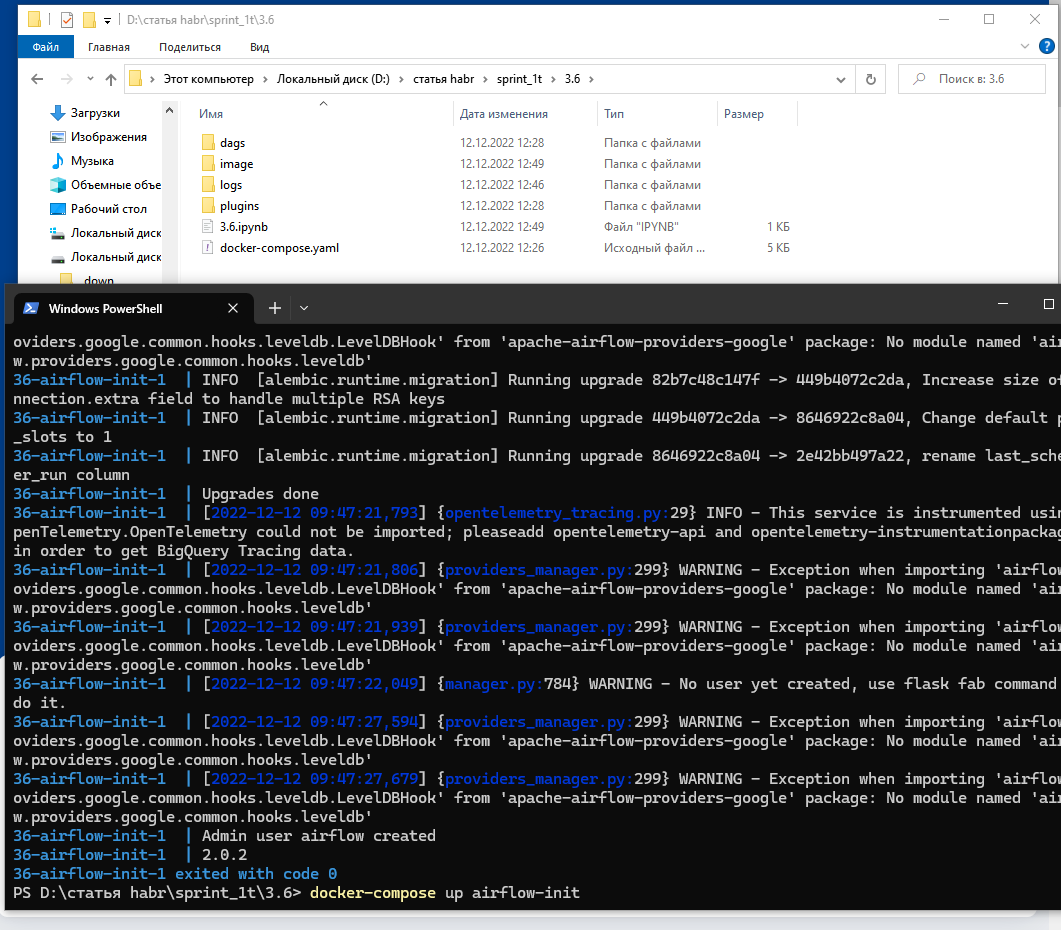 D:\статья habr\sprint_1t\3.6
Файл Главная Поделиться Вид
Этот компьютер > Локальный диск (D:) > статья habr > sprint_1t > 3.6 >
Поиск в: 3.6
Загрузки
Изображения
Музыка
Объемные объе
Рабочий стол
Локальный диск
Локальный диск
down
Имя Дата изменения Тип Размер
dags 12.12.2022 12:28 Папка с файлами
image 12.12.2022 12:49 Папка с файлами
logs 12.12.2022 12:46 Папка с файлами
plugins 12.12.2022 12:28 Папка с файлами
3.6.ipynb 12.12.2022 12:49 Файл "IPYNB" 1 КБ
docker-compose.yaml 12.12.2022 12:26 Исходный файл ... 5 КБ
Windows PowerShell
oviders.google.common.hooks.leveldb.LevelDBHook' from 'apache-airflow-providers-google' package: No module named 'air
w.providers.google.common.hooks.leveldb'
36-airflow-init-1 | INFO [alembic.runtime.migration] Running upgrade 82b7c48c147f -> 449b4072c2da, Increase size of
nnection.extra field to handle multiple RSA keys
36-airflow-init-1 | INFO [alembic.runtime.migration] Running upgrade 449b4072c2da -> 8646922c8a04, Change default p
_slots to 1
36-airflow-init-1 | INFO [alembic.runtime.migration] Running upgrade 8646922c8a04 -> 2e42bb497a22, rename last_sche
er_run column
36-airflow-init-1 | Upgrades done
36-airflow-init-1 | [2022-12-12 09:47:21,793] {opentelemetry_tracing.py:29} INFO - This service is instrumented usin
penTelemetry.OpenTelemetry could not be imported; pleaseadd opentelemetry-api and opentelemetry-instrumentationpackag
in order to get BigQuery Tracing data.
36-airflow-init-1 | [2022-12-12 09:47:21,806] {providers_manager.py:299} WARNING - Exception when importing 'airflow
oviders.google.common.hooks.leveldb.LevelDBHook' from 'apache-airflow-providers-google' package: No module named 'air
w.providers.google.common.hooks.leveldb'
36-airflow-init-1 | [2022-12-12 09:47:21,939] {providers_manager.py:299} WARNING - Exception when importing 'airflow
oviders.google.common.hooks.leveldb.LevelDBHook' from 'apache-airflow-providers-google' package: No module named 'air
w.providers.google.common.hooks.leveldb'
36-airflow-init-1 | [2022-12-12 09:47:22,049] {manager.py:784} WARNING - No user yet created, use flask fab command
do it.
36-airflow-init-1 | [2022-12-12 09:47:27,594] {providers_manager.py:299} WARNING - Exception when importing 'airflow
oviders.google.common.hooks.leveldb.LevelDBHook' from 'apache-airflow-providers-google' package: No module named 'air
w.providers.google.common.hooks.leveldb'
36-airflow-init-1 | [2022-12-12 09:47:27,679] {providers_manager.py:299} WARNING - Exception when importing 'airflow
oviders.google.common.hooks.leveldb.LevelDBHook' from 'apache-airflow-providers-google' package: No module named 'air
w.providers.google.common.hooks.leveldb'
36-airflow-init-1 | Admin user airflow created
36-airflow-init-1 | 2.0.2
36-airflow-init-1 exited with code 0
PS D:\статья habr\sprint_1t\3.6> docker-compose up airflow-init